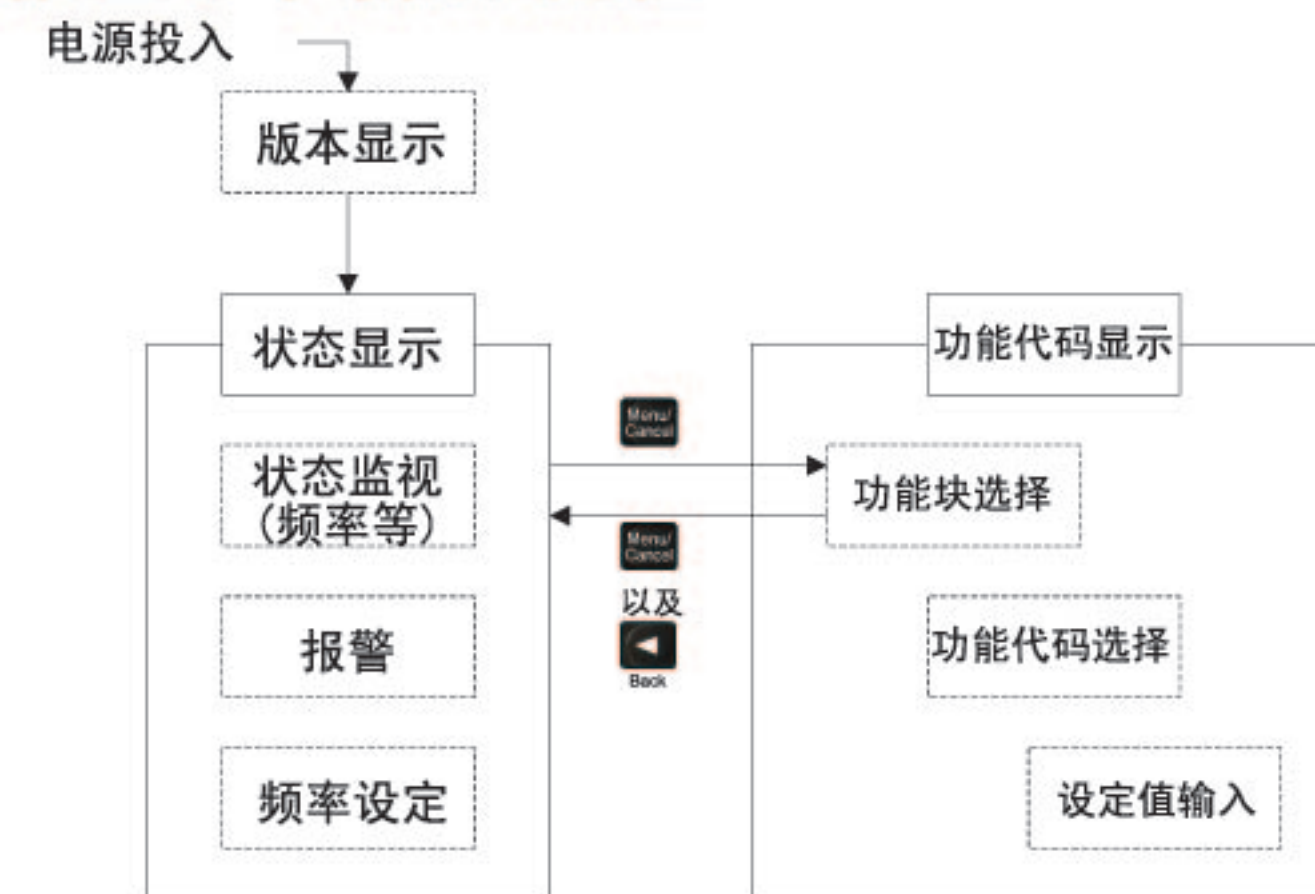 电源投入
版本显示
状态显示
功能代码显示
Menu/
Cancel
状态监视
(频率等)
功能块选择
Menu/
Cancel
以及
Back
报警
功能代码选择
频率设定
设定值输入